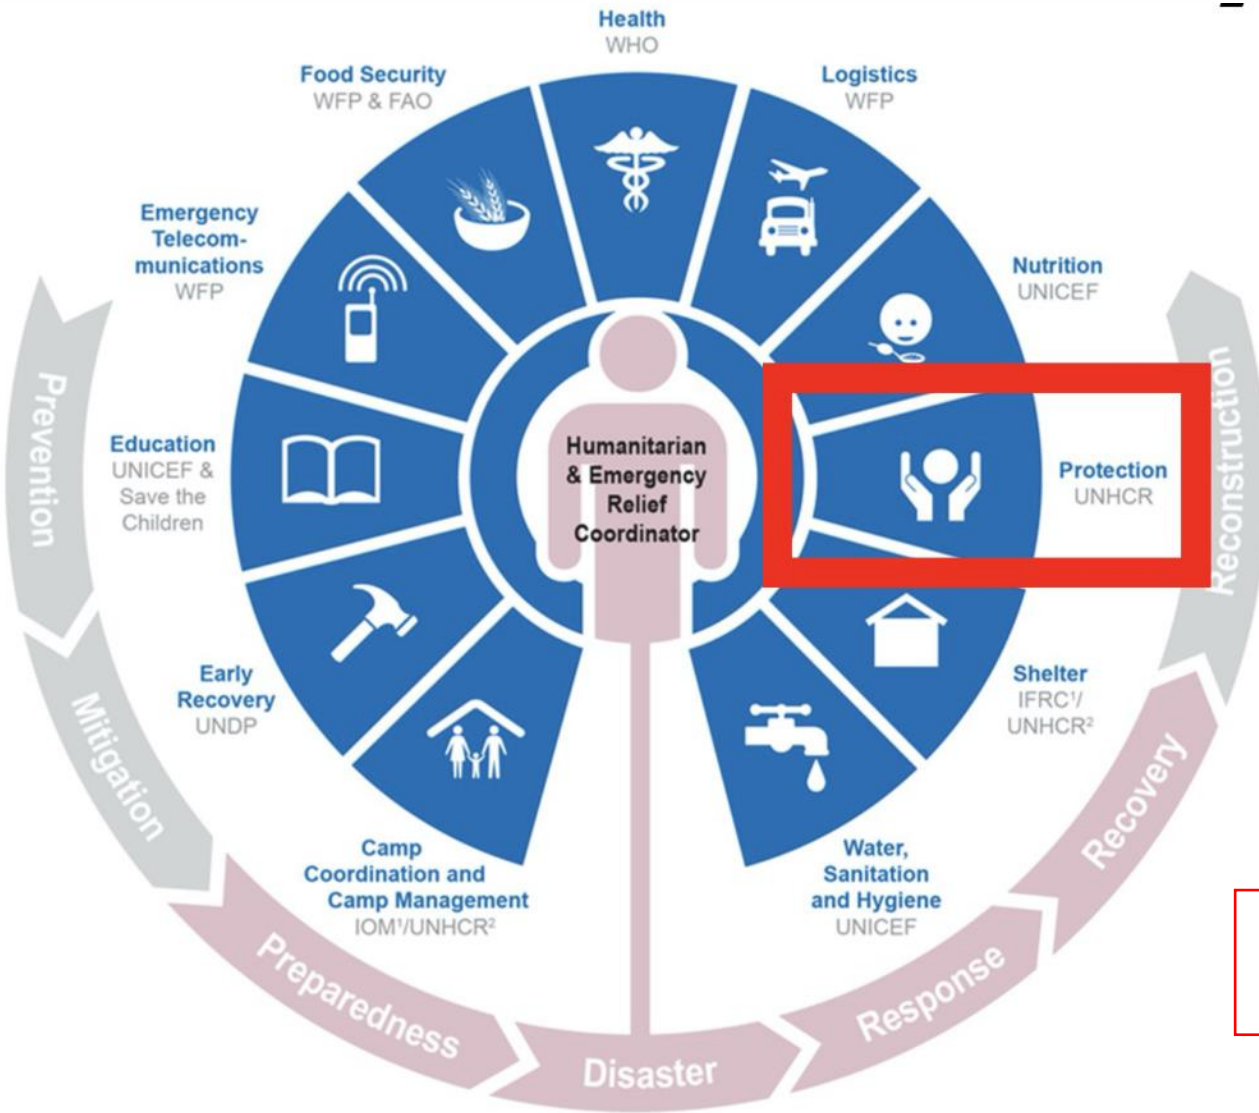 Health
WHO
Food Security
WFP & FAO
Logistics
WFP
Emergency
Telecom-
munications
WFP
Nutrition
UNICEF
Education
UNICEF &
Save the
Children
Humanitarian
& Emergency
Relief
Coordinator
Protection
UNHCR
Early
Recovery
UNDP
Shelter
IFRC¹/
UNHCR²
Camp
Coordination and
Camp Management
IOM¹/UNHCR²
Water,
Sanitation
and Hygiene
UNICEF
Prevention
Mitigation
Preparedness
Disaster
Response
Recovery
Reconstruction